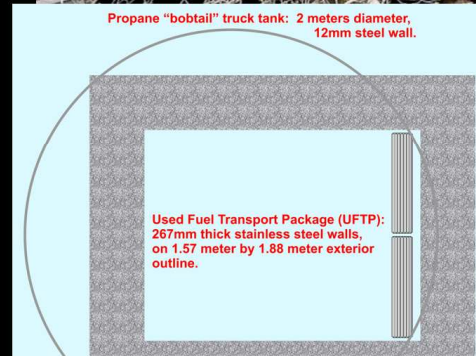 Propane “bobtail” truck tank:  2 meters diameter,
12mm steel wall.
Used Fuel Transport Package (UFTP):
267mm thick stainless steel walls,
on 1.57 meter by 1.88 meter exterior
outline.